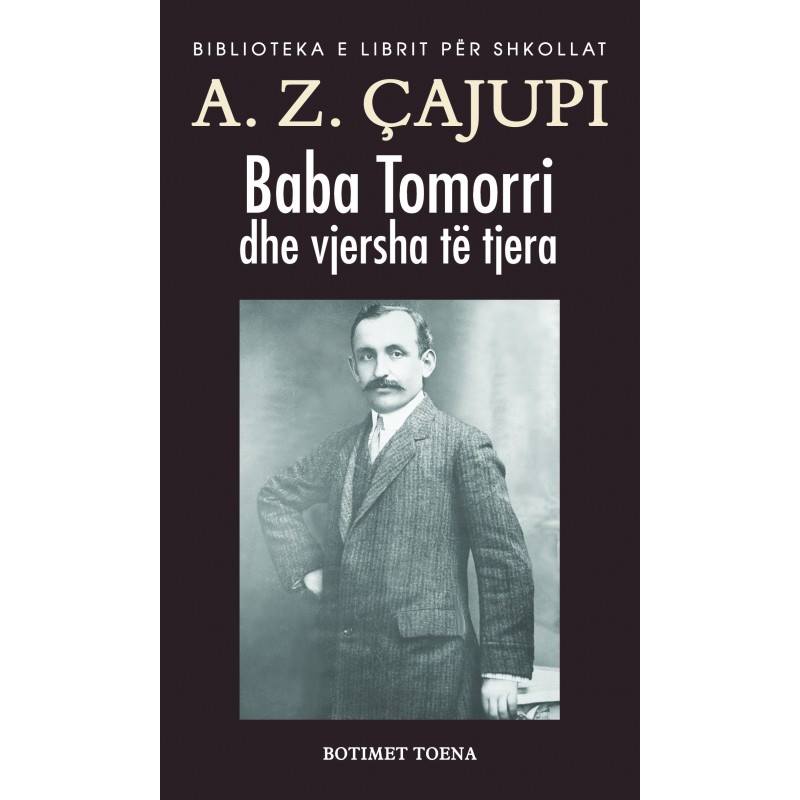 BIBLIOTEKA E LIBRIT PËR SHKOLLAT
A. Z. ÇAJUPI
Baba Tomorri
dhe vjersha të tjera
BOTIMET TOENA